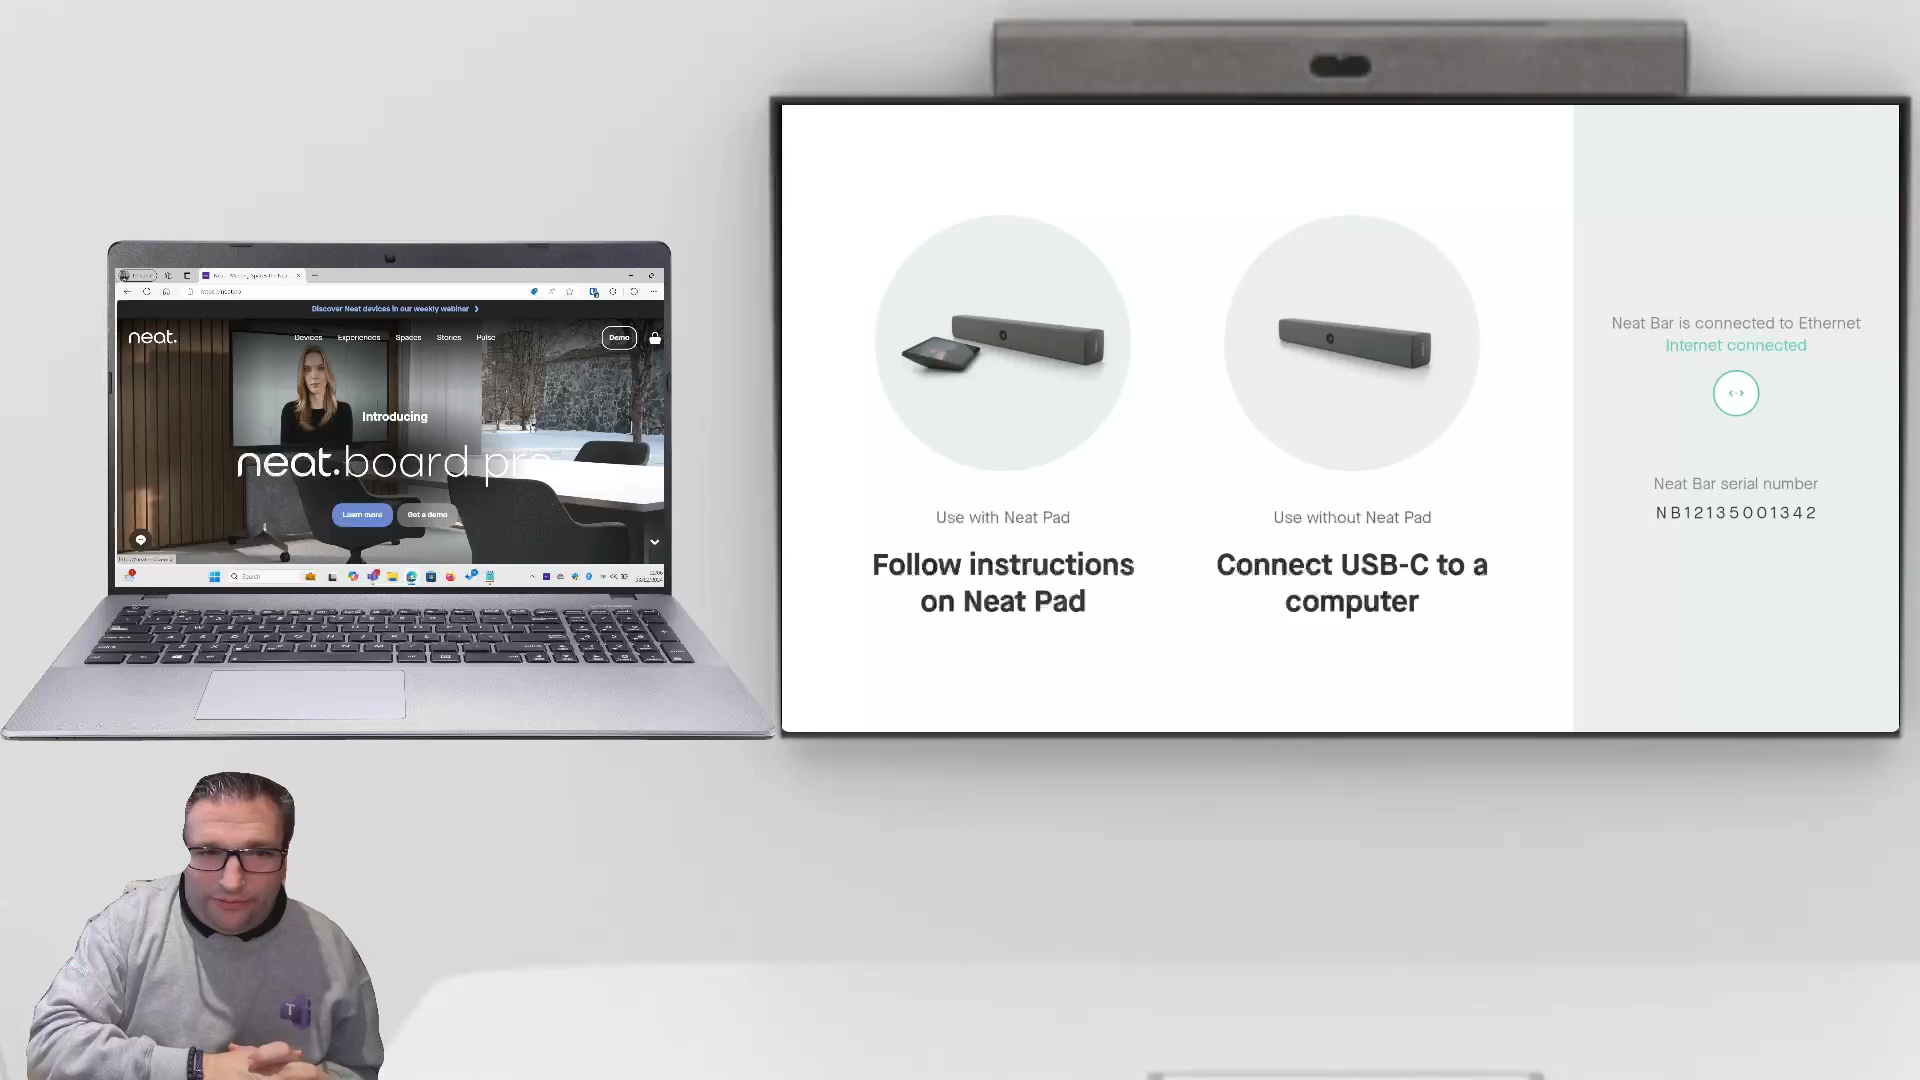 Discover Neat devices in our weekly webinar
neat.
Devices
Experiences
Spaces
Stories
Pulse
Demo
Introducing
neat.board pro
Learn more
Get a demo
Search
Use with Neat Pad
Follow instructions
on Neat Pad
Use without Neat Pad
Connect USB-C to a
computer
Neat Bar is connected to Ethernet
Internet connected
Neat Bar serial number
NB12135001342
T